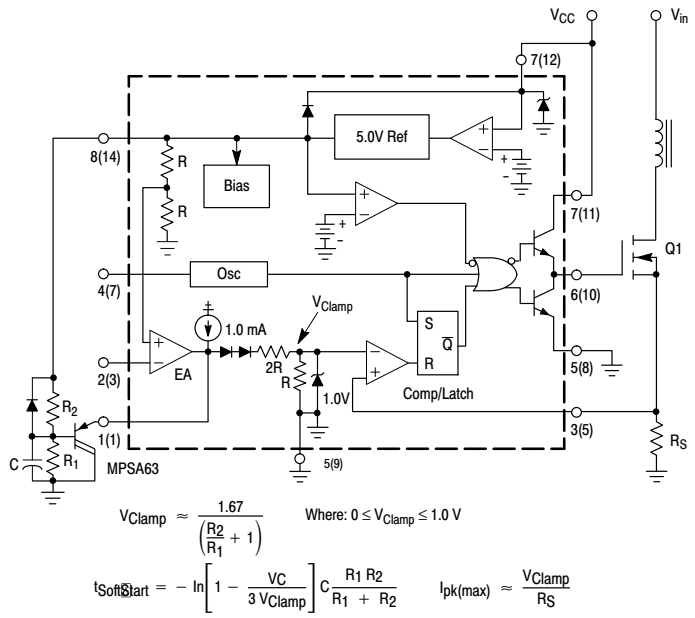 VCC
Vin
7(12)
8(14)
R
R
Bias
5.0V Ref
+
−
+
-
+
−
+
-
7(11)
Q1
4(7)
Osc
6(10)
VClamp
+
1.0 mA
S
Q
R
+
−
EA
2R
R
1.0V
−
+
Comp/Latch
5(8)
2(3)
3(5)
R2
1(1)
MPSA63
C
R1
5(9)
RS
VClamp ≈ 1.67 / (R2/R1 + 1) Where: 0 ≤ VClamp ≤ 1.0 V
tSoftStart = − ln[1 − VC / 3 VClamp] C R1 R2 / R1 + R2 Ipk(max) ≈ VClamp / RS